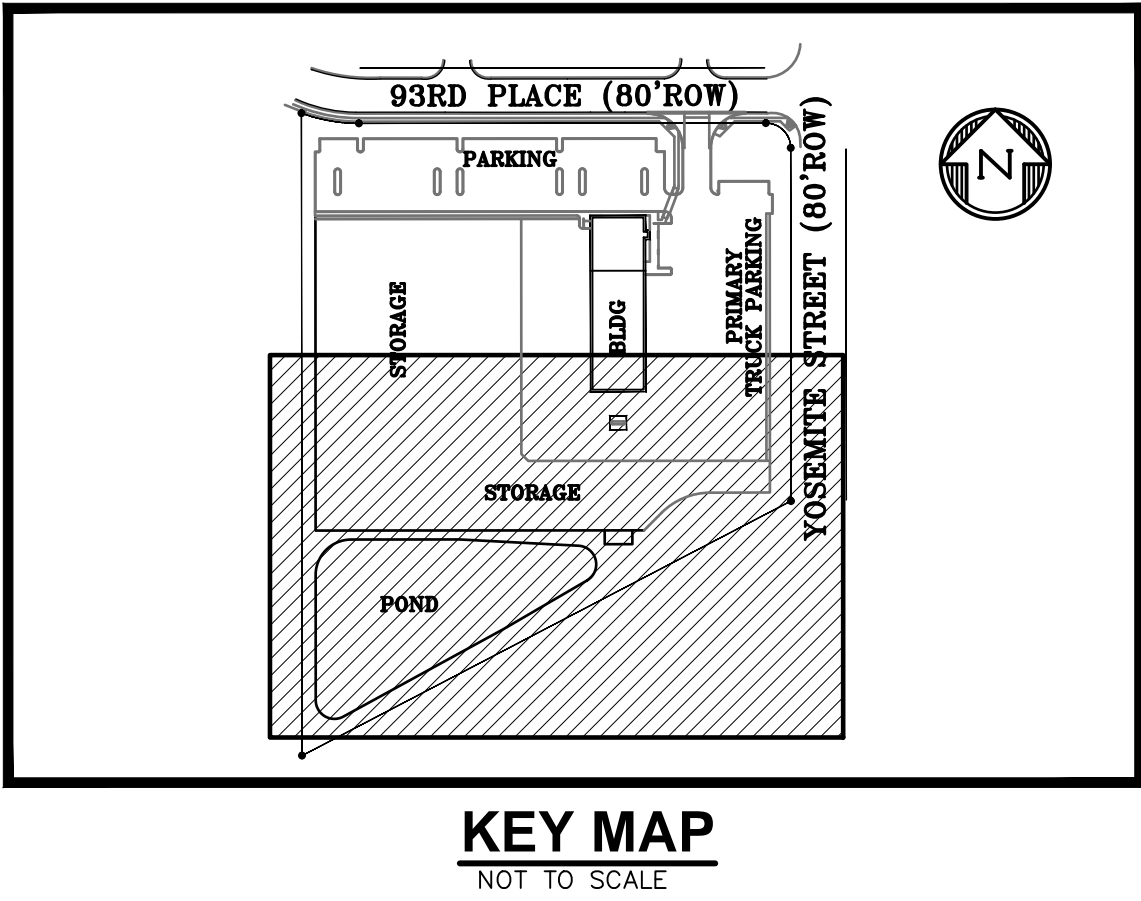 93RD PLACE (80'ROW)
PARKING
N
YOSEMITE STREET (80'ROW)
PRIMARY
TRUCK PARKING
STORAGE
BLDG
STORAGE
POND
KEY MAP
NOT TO SCALE